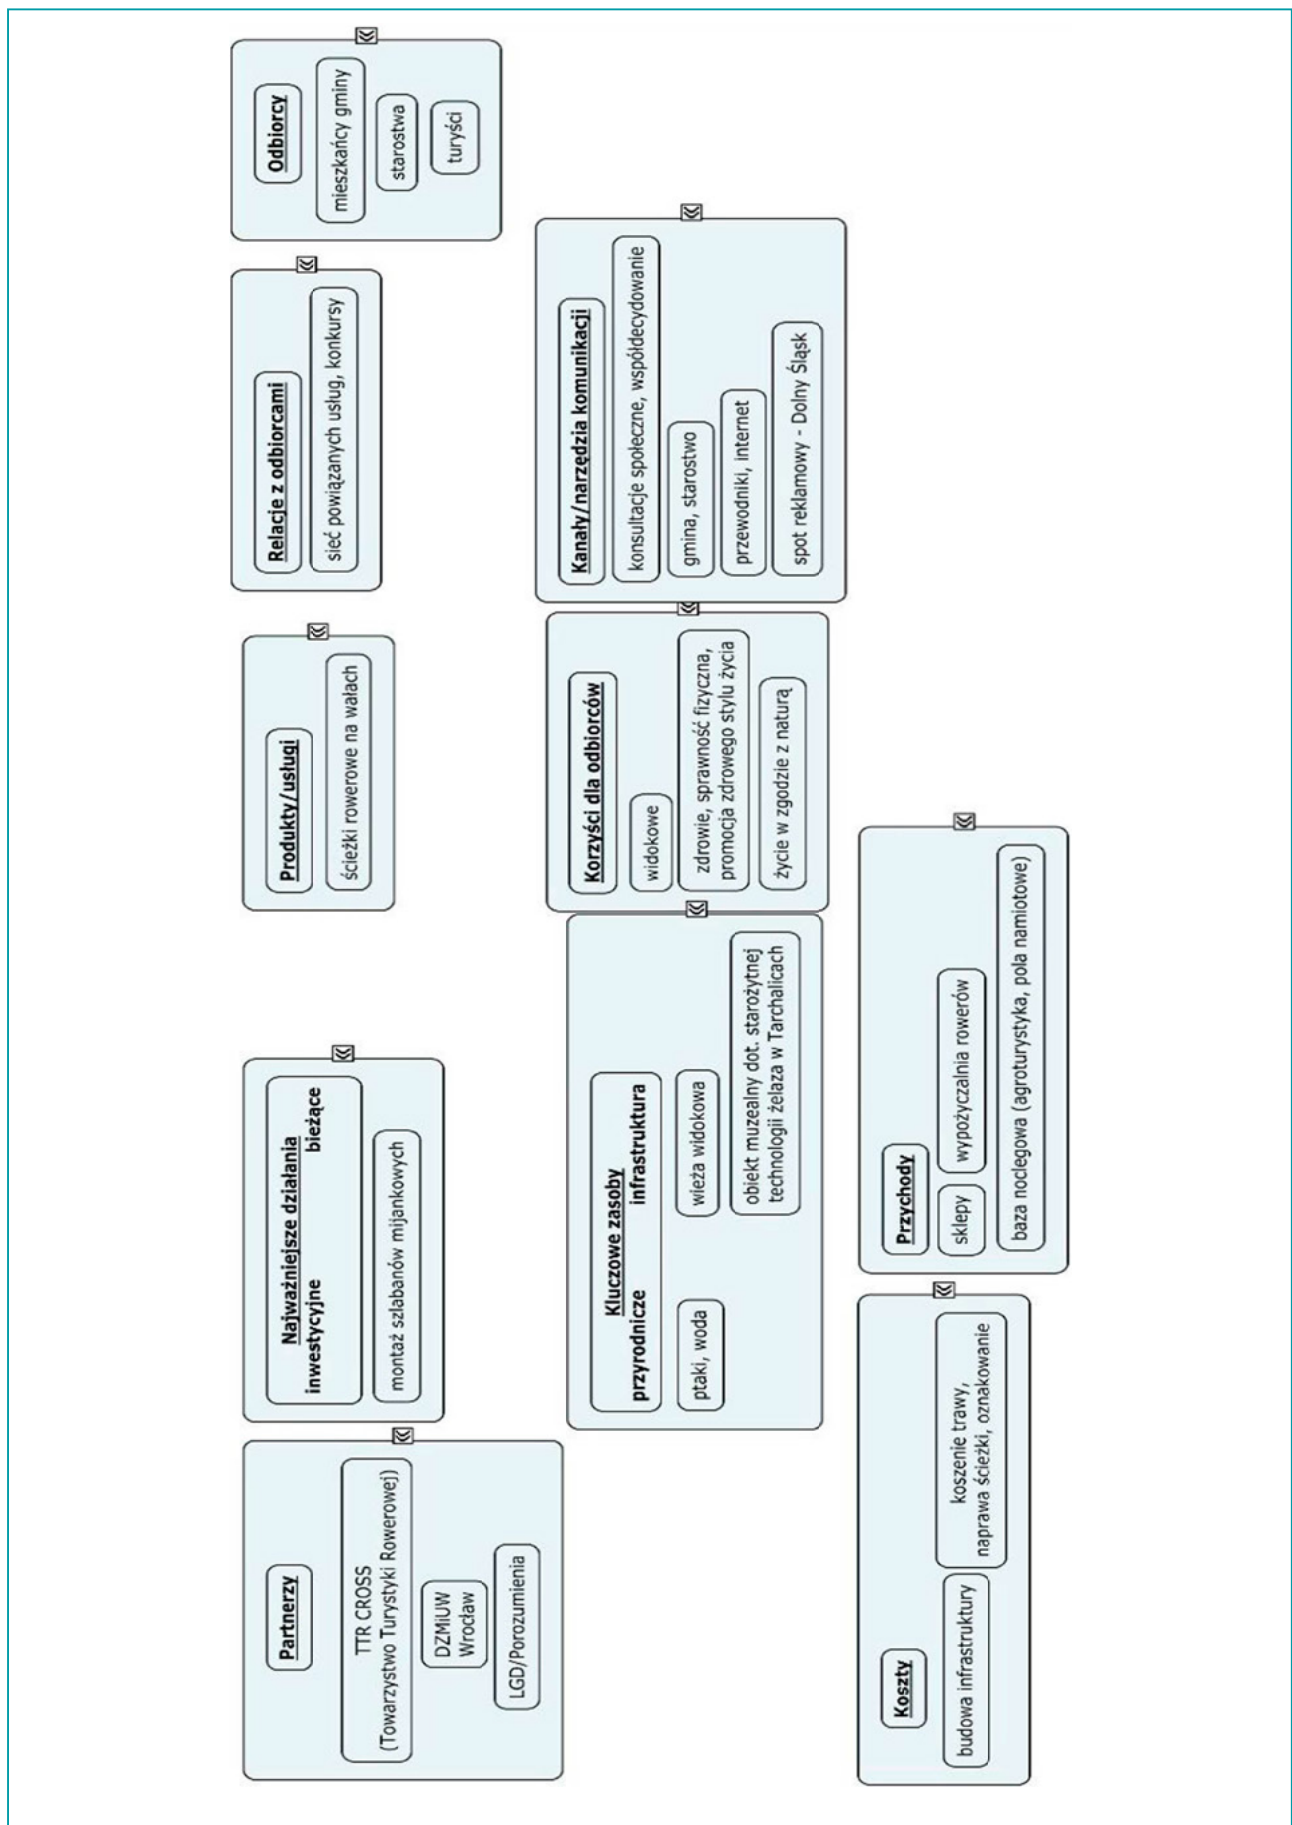 Partnerzy
TTR CROSS
(Towarzystwo Turystyki Rowerowej)
DZMiUW
Wrocław
LGD/Porozumienia
Najważniejsze działania
inwestycyjne bieżące
montaż szlabanów mijankowych
Produkty/usługi
ścieżki rowerowe na wałach
Relacje z odbiorcami
sieć powiązanych usług, konkursy
Odbiorcy
mieszkańcy gminy
starostwa
turyści
Kluczowe zasoby
przyrodnicze infrastruktura
ptaki, woda
wieża widokowa
obiekt muzealny dot. starożytnej
technologii żelaza w Tarchalicach
Korzyści dla odbiorców
widokowe
zdrowie, sprawność fizyczna,
promocja zdrowego stylu życia
życie w zgodzie z naturą
Kanały/narzędzia komunikacji
konsultacje społeczne, współdecydowanie
gmina, starostwo
przewodniki, internet
spot reklamowy - Dolny Śląsk
Koszty
budowa infrastruktury
koszenie trawy,
naprawa ścieżki, oznakowanie
Przychody
sklepy
wypożyczalnia rowerów
baza noclegowa (agroturystyka, pola namiotowe)